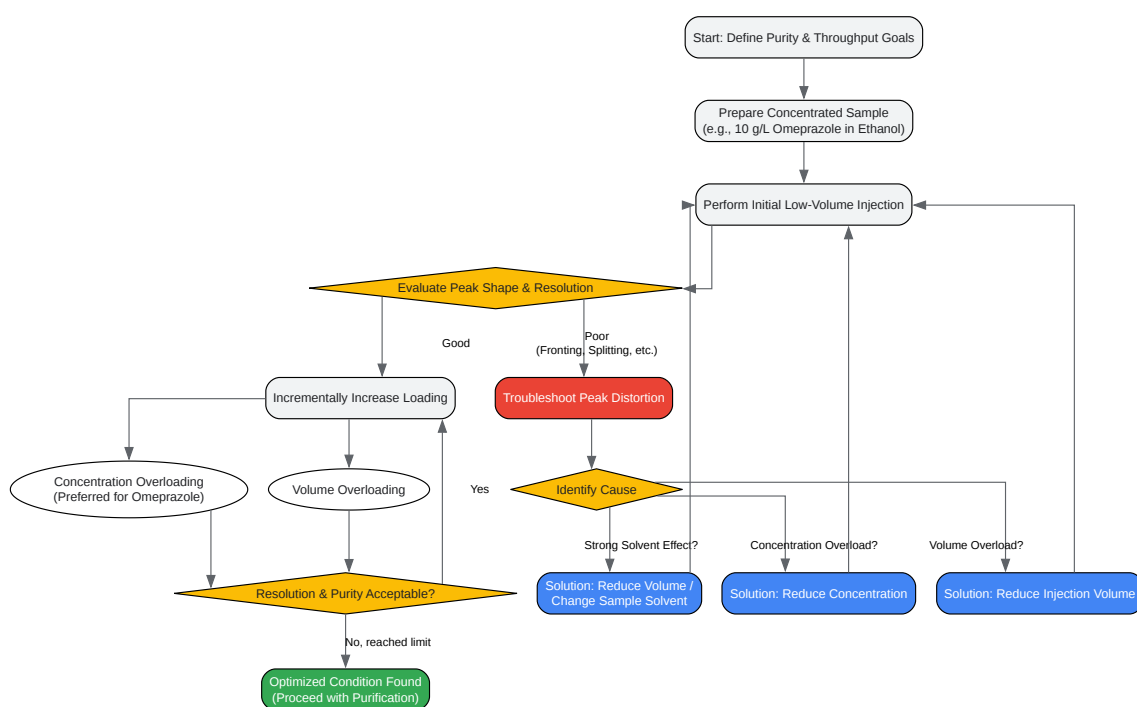 Start: Define Purity & Throughput Goals
Prepare Concentrated Sample
(e.g., 10 g/L Omeprazole in Ethanol)
Perform Initial Low-Volume Injection
Evaluate Peak Shape & Resolution
Good
Poor
(Fronting, Splitting, etc.)
Incrementally Increase Loading
Troubleshoot Peak Distortion
Concentration Overloading
(Preferred for Omeprazole)
Volume Overloading
Yes
Identify Cause
Strong Solvent Effect?
Concentration Overload?
Volume Overload?
Resolution & Purity Acceptable?
Solution: Reduce Volume /
Change Sample Solvent
Solution: Reduce Concentration
Solution: Reduce Injection Volume
No, reached limit
Optimized Condition Found
(Proceed with Purification)